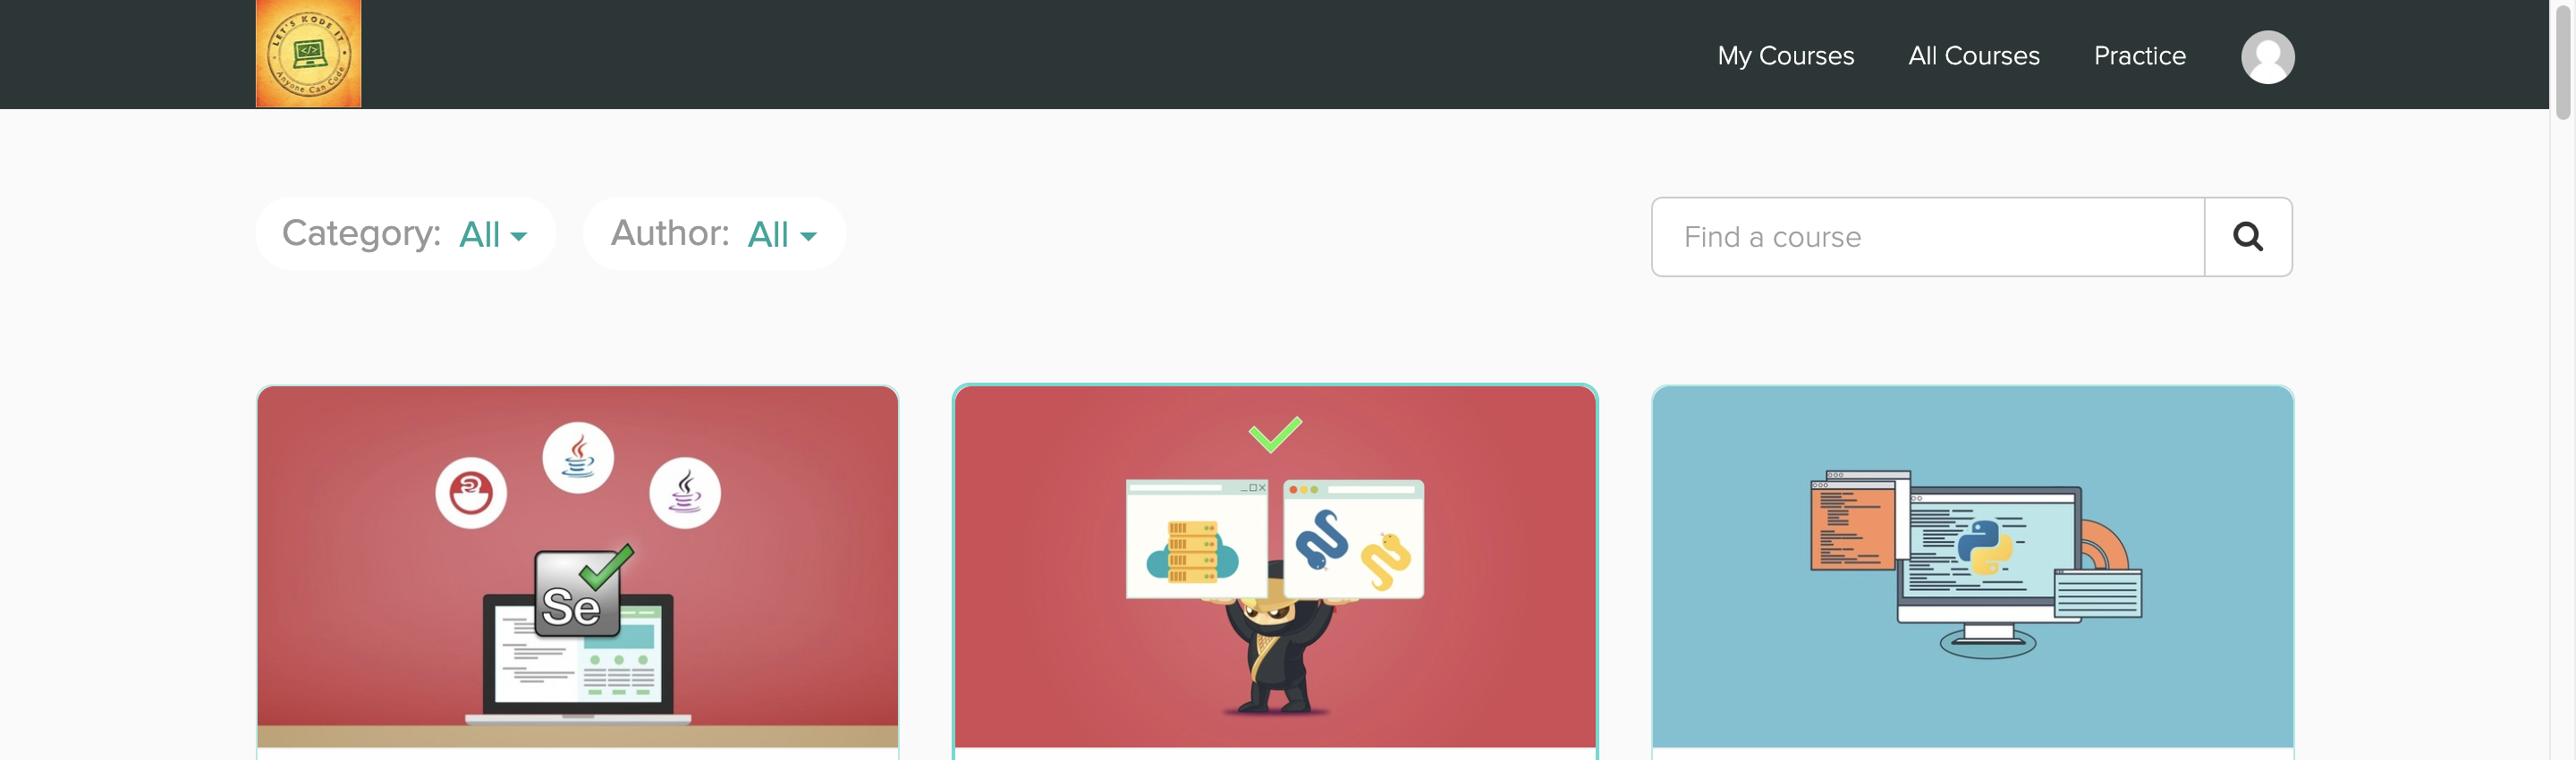 LET'S KODE IT
</>
Anyone Can Code
My Courses
All Courses
Practice
Category: All
Author: All
Find a course
Se